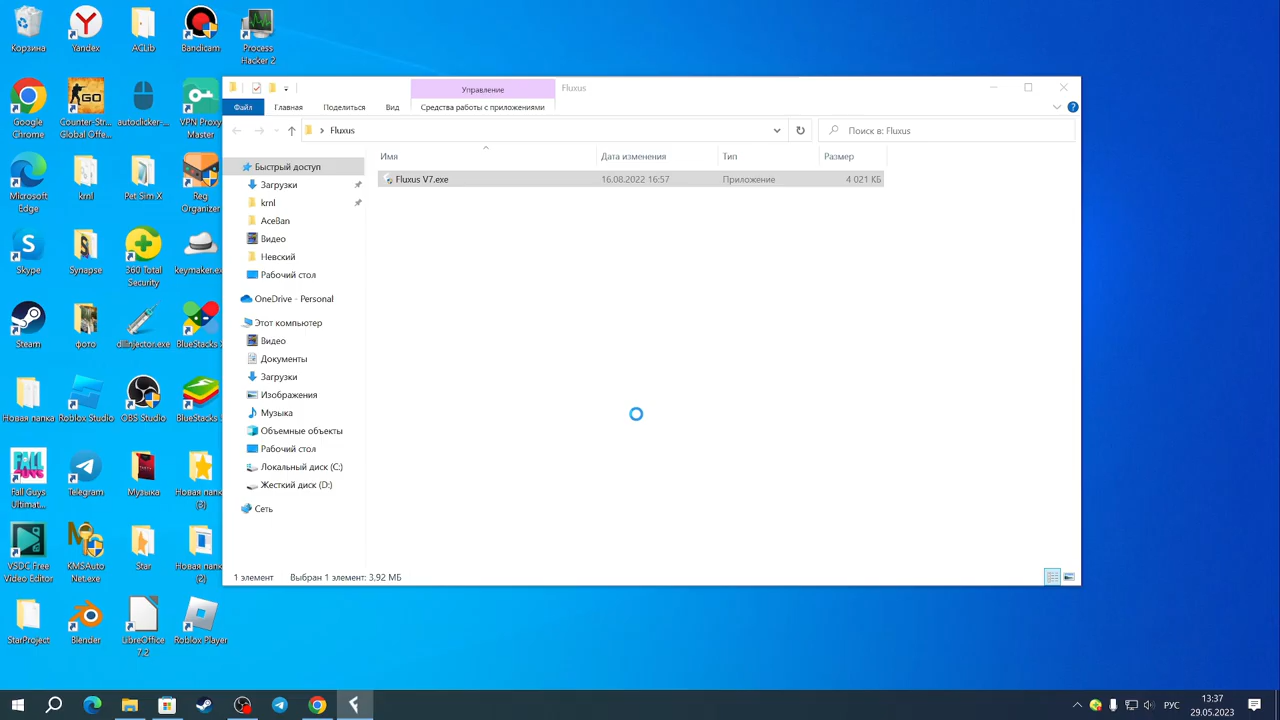 Корзина
Yandex
ACLib
Bandicam
Process
Hacker 2
Google
Chrome
Counter-Str...
Global Offe...
autoclicker-...
VPN Proxy
Master
Microsoft
Edge
krnl
Pet Sim X
Reg
Organizer
Skype
Synapse
360 Total
Security
keymaker.ex
Steam
фото
dllinjector.exe
BlueStacks X
Новая папка
Roblox Studio
OBS Studio
BlueStacks
Fall Guys
Ultimat...
Telegram
Музыка
Новая папк
(3)
VSDC Free
Video Editor
KMSAuto
Net.exe
Star
Новая папк
(2)
StarProject
Blender
LibreOffice
7.2
Roblox Player
Управление
Fluxus
Файл
Главная
Поделиться
Вид
Средства работы с приложениями
Fluxus
Поиск в: Fluxus
Имя
Дата изменения
Тип
Размер
Fluxus V7.exe
16.08.2022 16:57
Приложение
4 021 КБ
Быстрый доступ
Загрузки
krnl
AceBan
Видео
Невский
Рабочий стол
OneDrive - Personal
Этот компьютер
Видео
Документы
Загрузки
Изображения
Музыка
Объемные объекты
Рабочий стол
Локальный диск (C:)
Жесткий диск (D:)
Сеть
1 элемент
Выбран 1 элемент: 3,92 МБ
РУС
13:37
29.05.2023